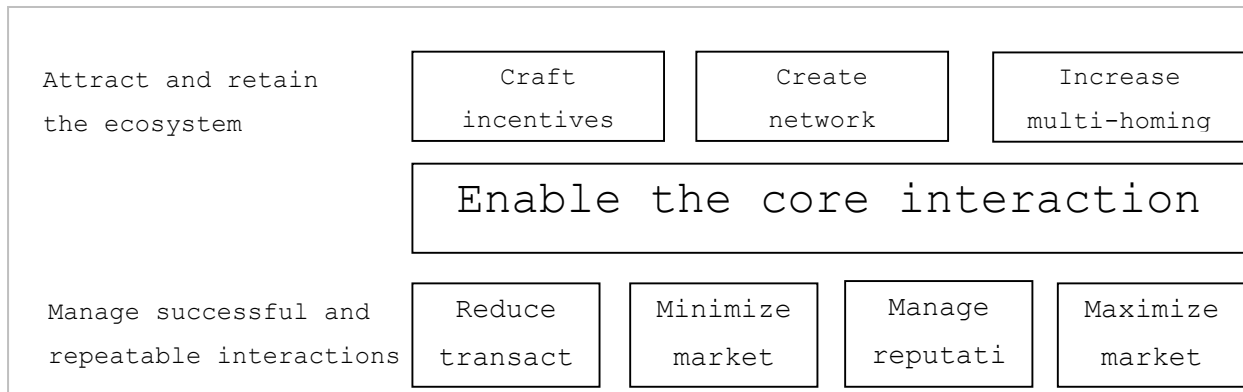 Attract and retain
the ecosystem
Craft
incentives
Create
network
Increase
multi-homing
Enable the core interaction
Manage successful and
repeatable interactions
Reduce
transact
Minimize
market
Manage
reputati
Maximize
market